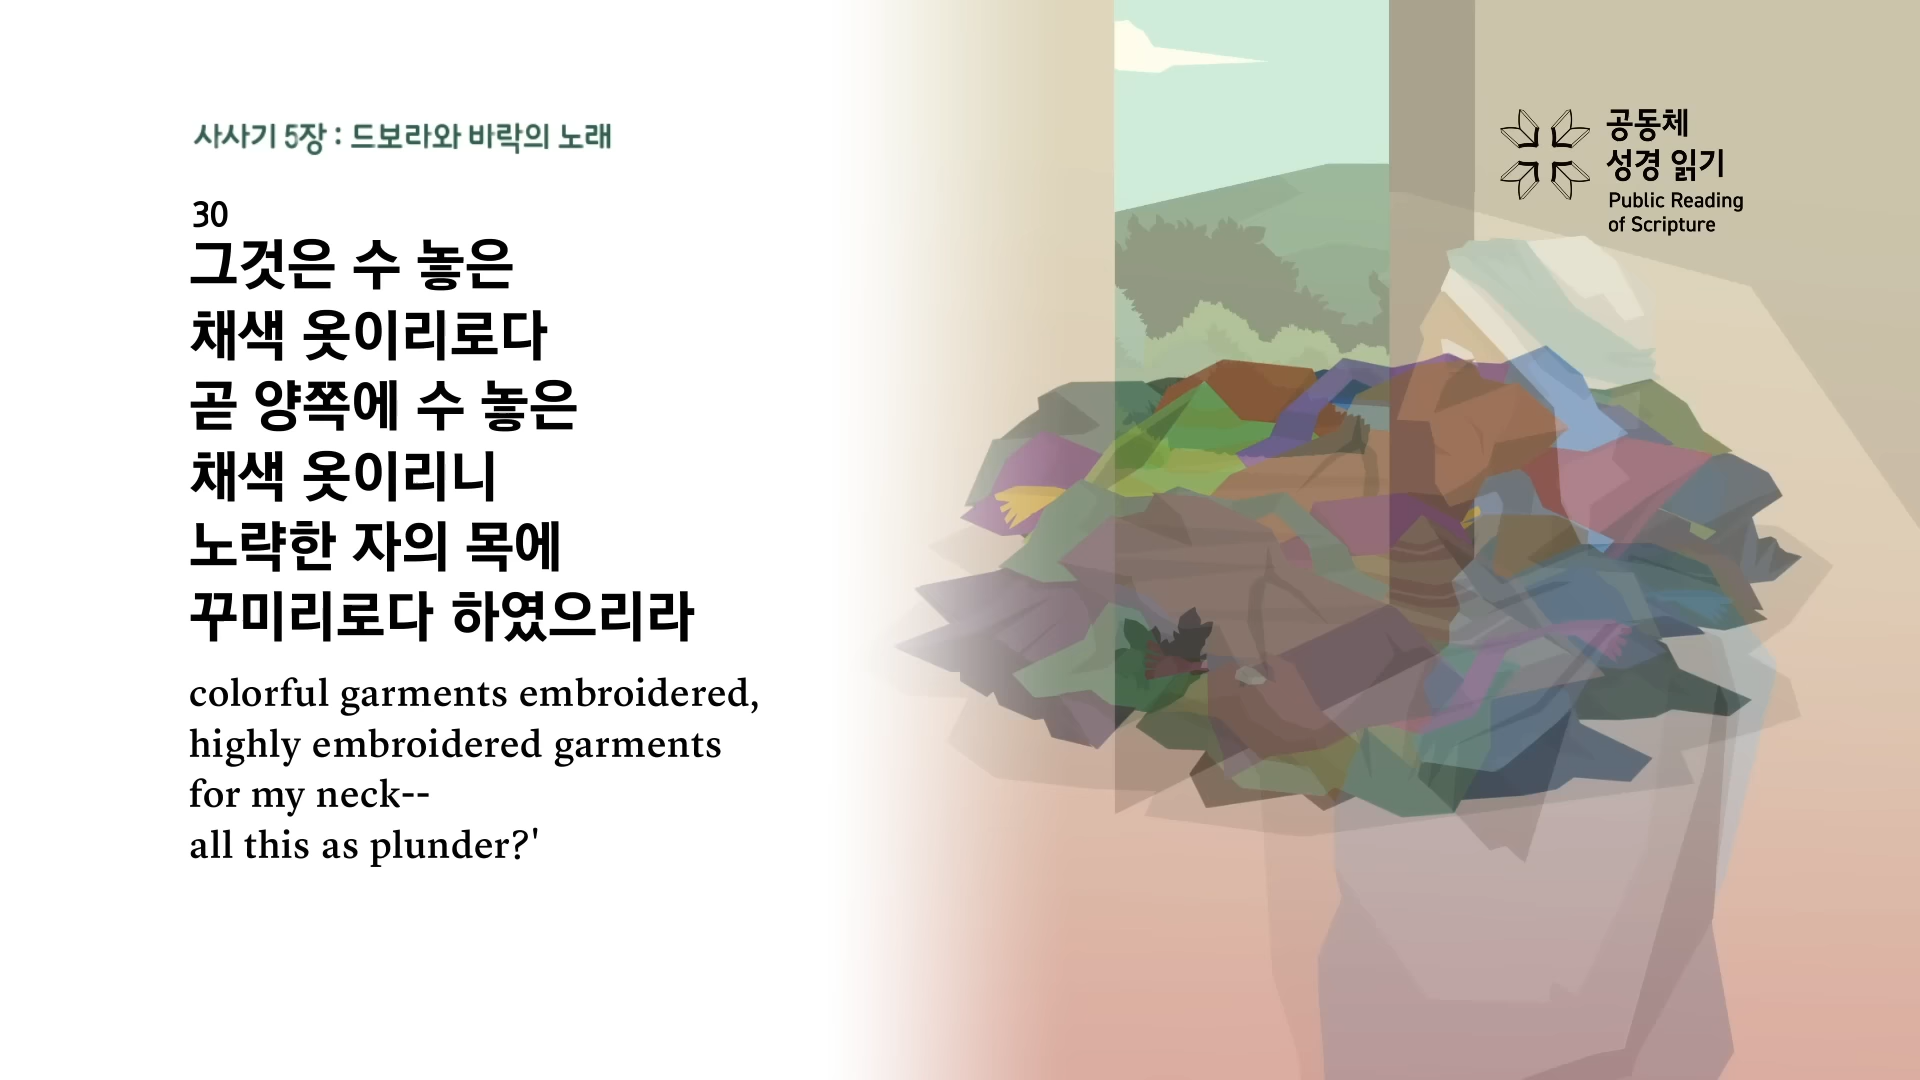 사사기 5장 : 드보라와 바락의 노래
30
그것은 수 놓은
채색 옷이리로다
곧 양쪽에 수 놓은
채색 옷이리니
노략한 자의 목에
꾸미리로다 하였으리라
colorful garments embroidered,
highly embroidered garments
for my neck--
all this as plunder?'
공동체
성경 읽기
Public Reading
of Scripture